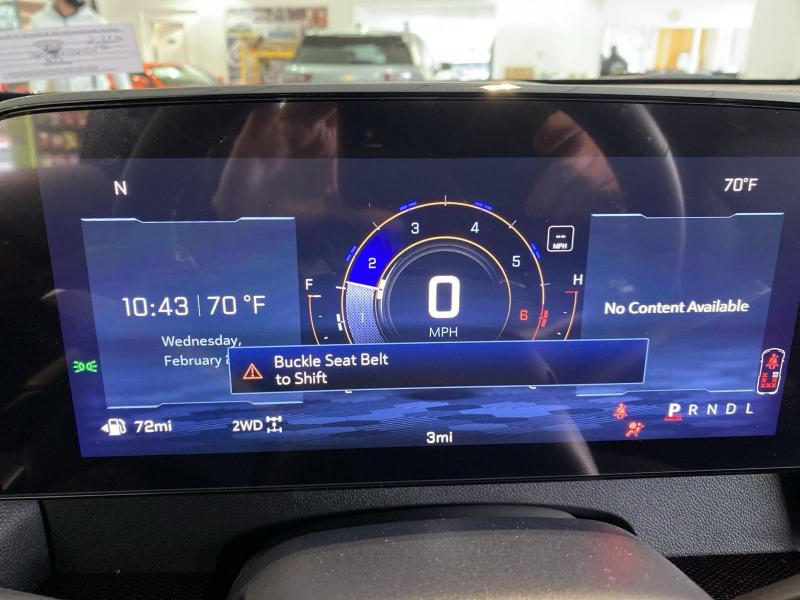 N
70°F
3
4
2
5
1
6
F
H
--
MPH
0
MPH
10:43 | 70 °F
Wednesday,
February
No Content Available
Buckle Seat Belt
to Shift
72mi
2WD
3mi
P R N D L